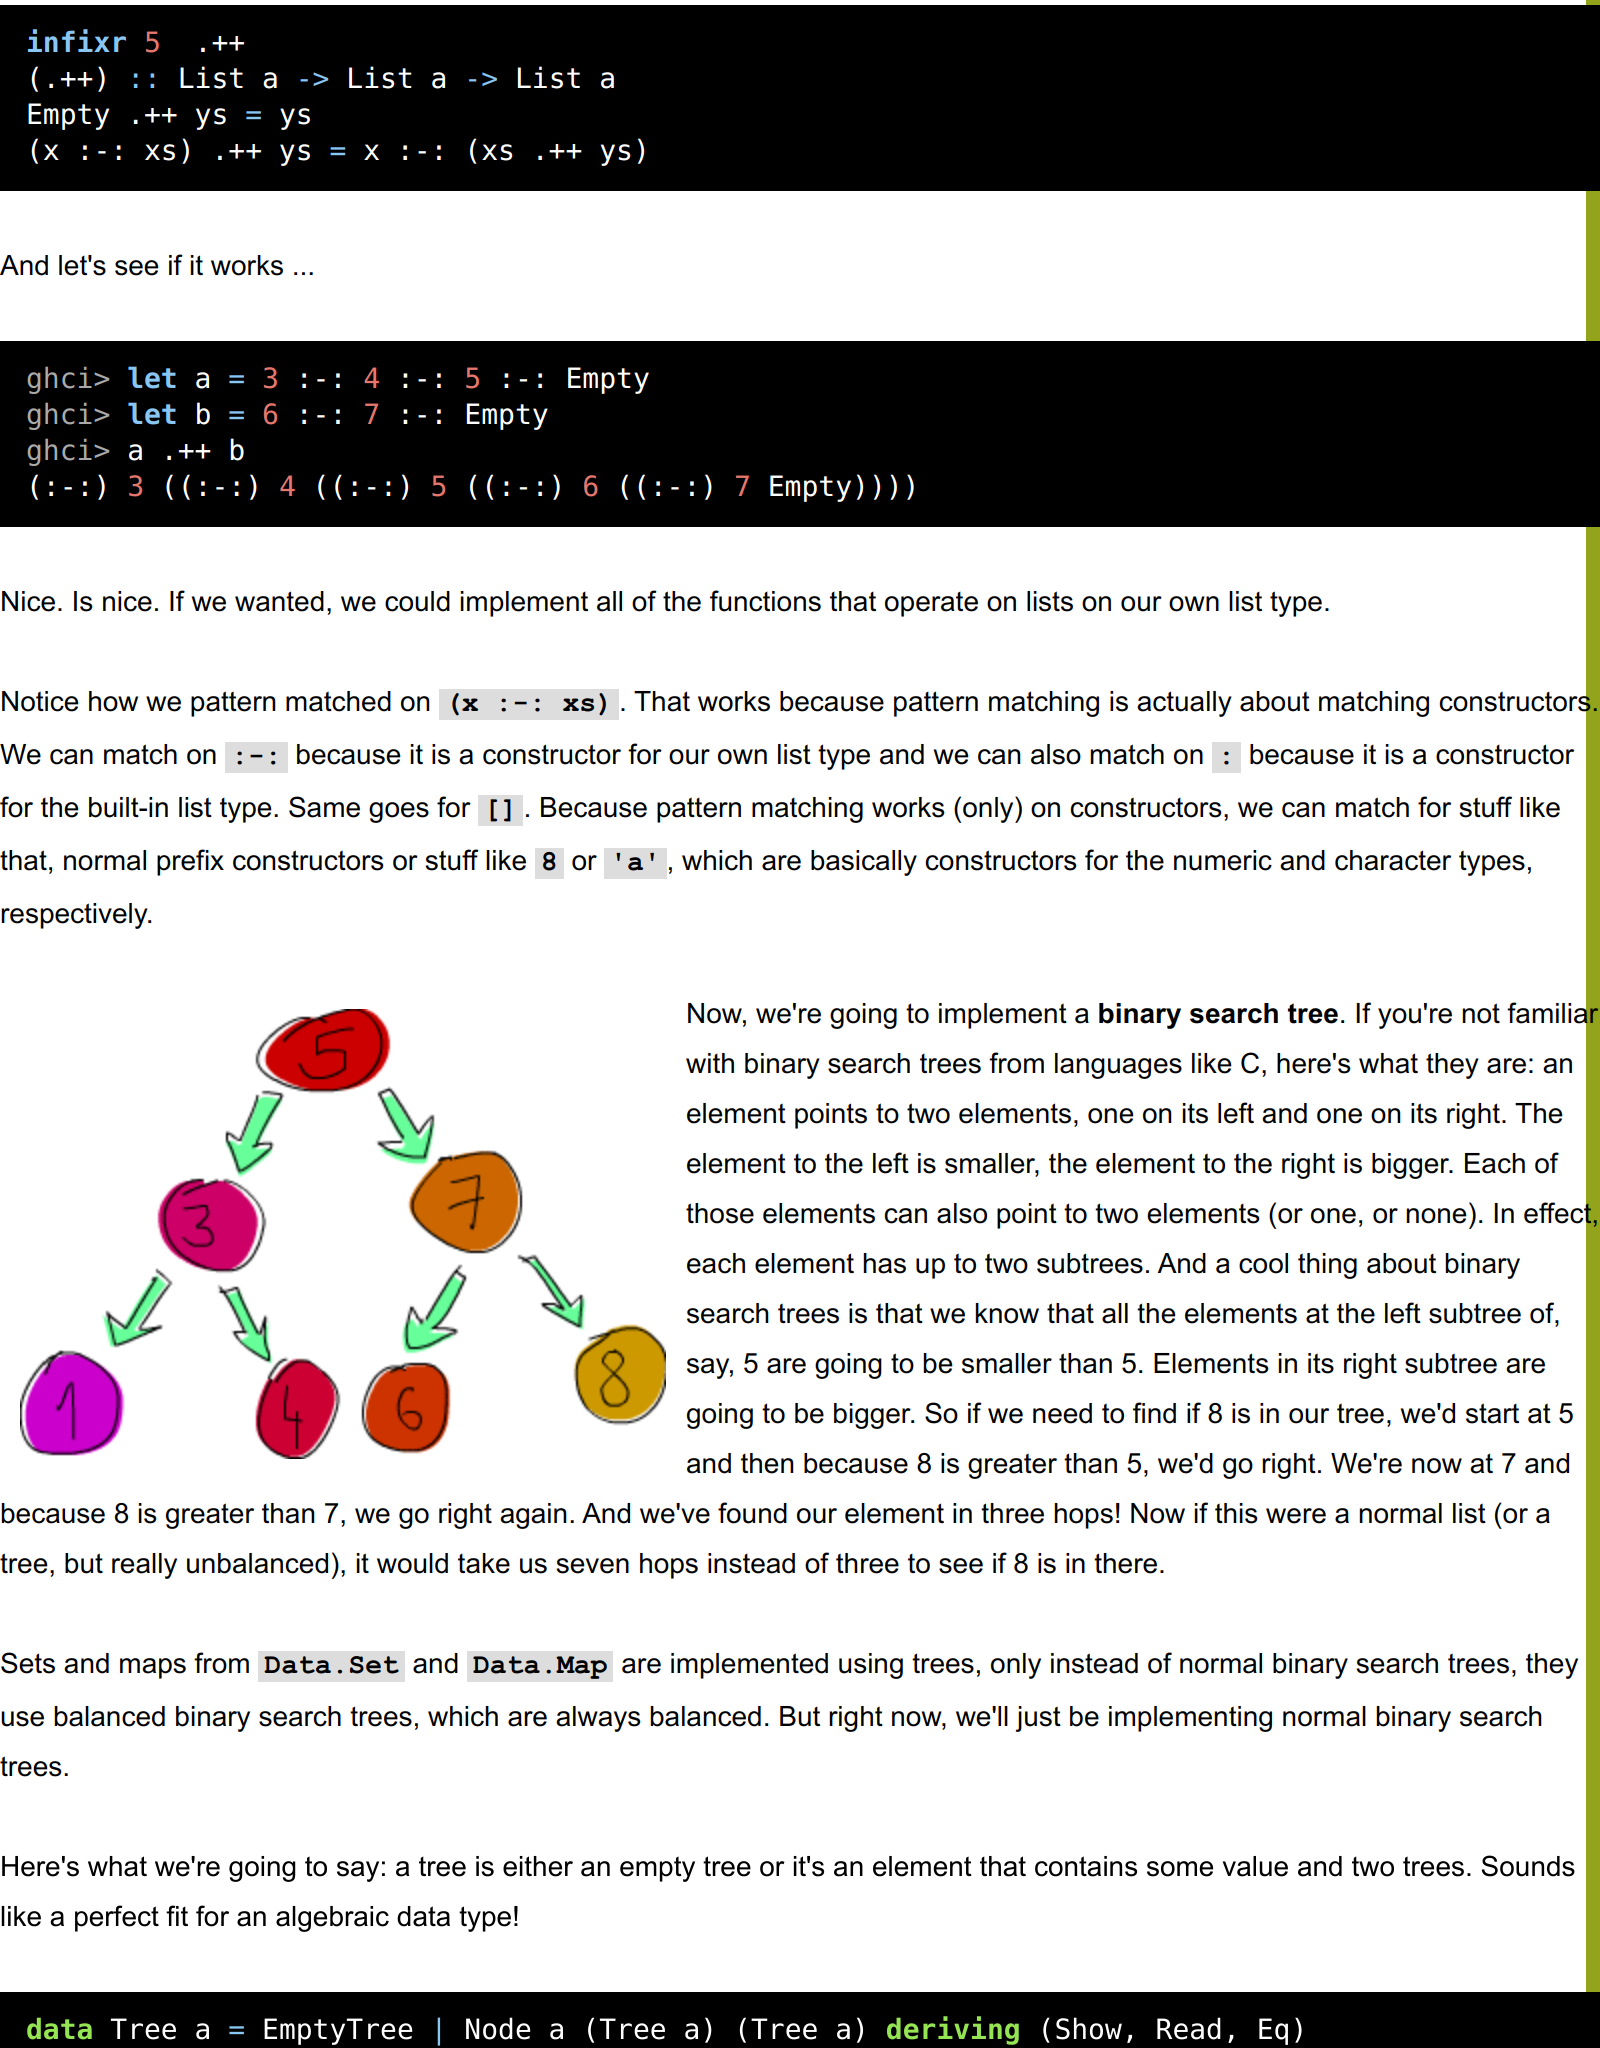 infixr 5  .++
(.++) :: List a -> List a -> List a
Empty .++ ys = ys
(x :-: xs) .++ ys = x :-: (xs .++ ys)
And let's see if it works ...
ghci> let a = 3 :-: 4 :-: 5 :-: Empty
ghci> let b = 6 :-: 7 :-: Empty
ghci> a .++ b
(:-:) 3 ((:-:) 4 ((:-:) 5 ((:-:) 6 ((:-:) 7 Empty))))
Nice. Is nice. If we wanted, we could implement all of the functions that operate on lists on our own list type.
Notice how we pattern matched on (x :-: xs). That works because pattern matching is actually about matching constructors.
We can match on :-: because it is a constructor for our own list type and we can also match on : because it is a constructor
for the built-in list type. Same goes for []. Because pattern matching works (only) on constructors, we can match for stuff like
that, normal prefix constructors or stuff like 8 or 'a', which are basically constructors for the numeric and character types,
respectively.
5
3
7
1
4
6
8
Now, we're going to implement a binary search tree. If you're not familiar
with binary search trees from languages like C, here's what they are: an
element points to two elements, one on its left and one on its right. The
element to the left is smaller, the element to the right is bigger. Each of
those elements can also point to two elements (or one, or none). In effect,
each element has up to two subtrees. And a cool thing about binary
search trees is that we know that all the elements at the left subtree of,
say, 5 are going to be smaller than 5. Elements in its right subtree are
going to be bigger. So if we need to find if 8 is in our tree, we'd start at 5
and then because 8 is greater than 5, we'd go right. We're now at 7 and
because 8 is greater than 7, we go right again. And we've found our element in three hops! Now if this were a normal list (or a
tree, but really unbalanced), it would take us seven hops instead of three to see if 8 is in there.
Sets and maps from Data.Set and Data.Map are implemented using trees, only instead of normal binary search trees, they
use balanced binary search trees, which are always balanced. But right now, we'll just be implementing normal binary search
trees.
Here's what we're going to say: a tree is either an empty tree or it's an element that contains some value and two trees. Sounds
like a perfect fit for an algebraic data type!
data Tree a = EmptyTree | Node a (Tree a) (Tree a) deriving (Show, Read, Eq)